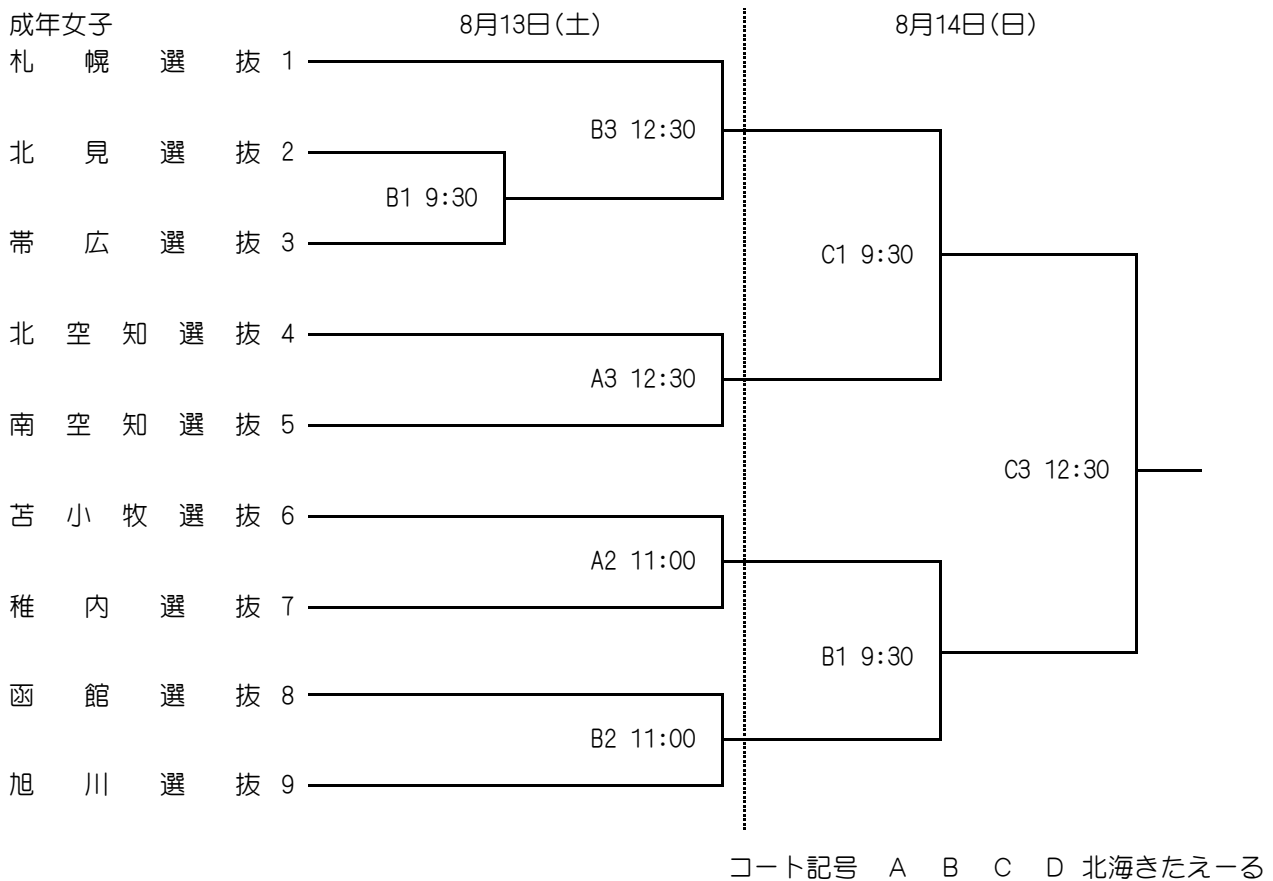 成年女子 8月13日(土) 8月14日(日)
札幌選抜 1
B3 12:30
北見選抜 2
B1 9:30
帯広選抜 3
C1 9:30
北空知選抜 4
A3 12:30
南空知選抜 5
C3 12:30
苫小牧選抜 6
A2 11:00
稚内選抜 7
B1 9:30
函館選抜 8
B2 11:00
旭川選抜 9
コート記号 A B C D 北海きたえーる